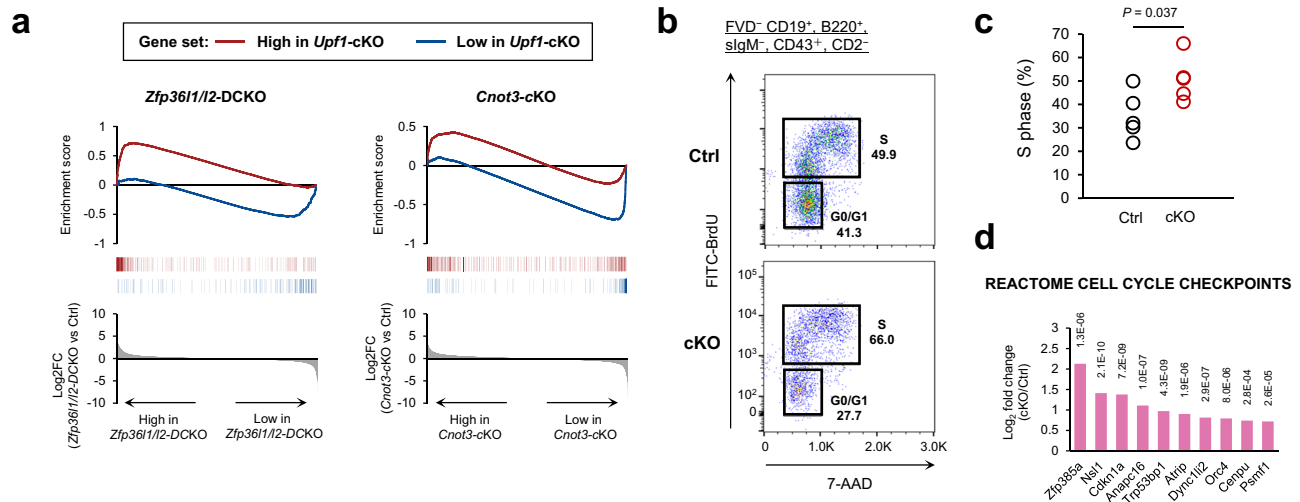 a
Gene set: High in Upf1-cKO Low in Upf1-cKO
Zfp36l1/l2-DCKO
Enrichment score
1
0.5
0
-0.5
-1
Log2FC
(Zfp36l1/l2-DCKO vs Ctrl)
10
5
0
-5
-10
High in
Zfp36l1/l2-DCKO
Low in
Zfp36l1/l2-DCKO
Cnot3-cKO
Enrichment score
0.5
0
-0.5
-1
Log2FC
(Cnot3-cKO vs Ctrl)
10
5
0
-5
-10
High in
Cnot3-cKO
Low in
Cnot3-cKO
b
FVD⁻ CD19⁺, B220⁺,
sIgM⁻, CD43⁺, CD2⁻
Ctrl
S
49.9
G0/G1
41.3
FITC-BrdU
cKO
10⁵
10⁴
10³
10²
0
S
66.0
G0/G1
27.7
0 1.0K 2.0K 3.0K
7-AAD
c
P = 0.037
S phase (%)
70
60
50
40
30
20
10
0
Ctrl cKO
d
REACTOME CELL CYCLE CHECKPOINTS
Log₂ fold change
(cKO/Ctrl)
3
2.5
2
1.5
1
0.5
0
1.3E-06
2.1E-10
7.2E-09
1.0E-07
4.3E-09
1.9E-06
2.9E-07
8.0E-06
2.8E-04
2.6E-05
Zfp385a
Nsl1
Cdkn1a
Anapc16
Trp53bp1
Atrip
Dync1li2
Orc4
Cenpu
Psmf1